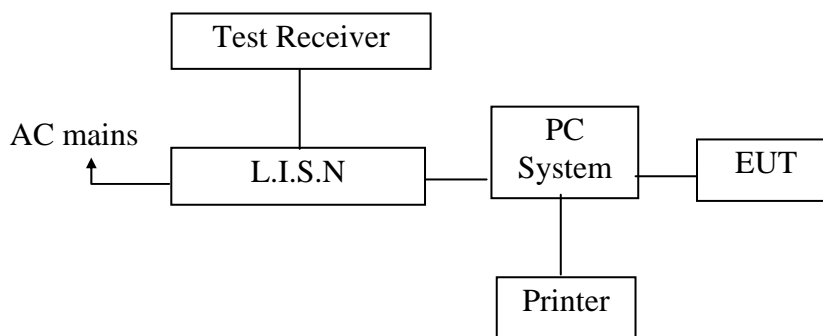 Test Receiver
AC mains
L.I.S.N
PC
System
EUT
Printer